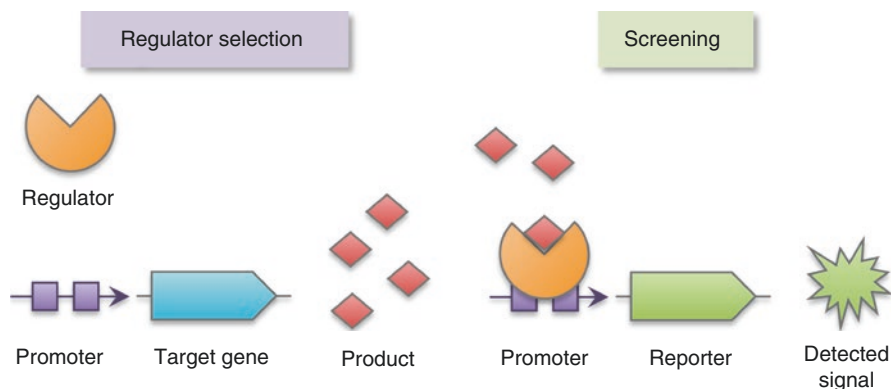 Regulator selection
Screening
Regulator
Promoter
Target gene
Product
Promoter
Reporter
Detected
signal